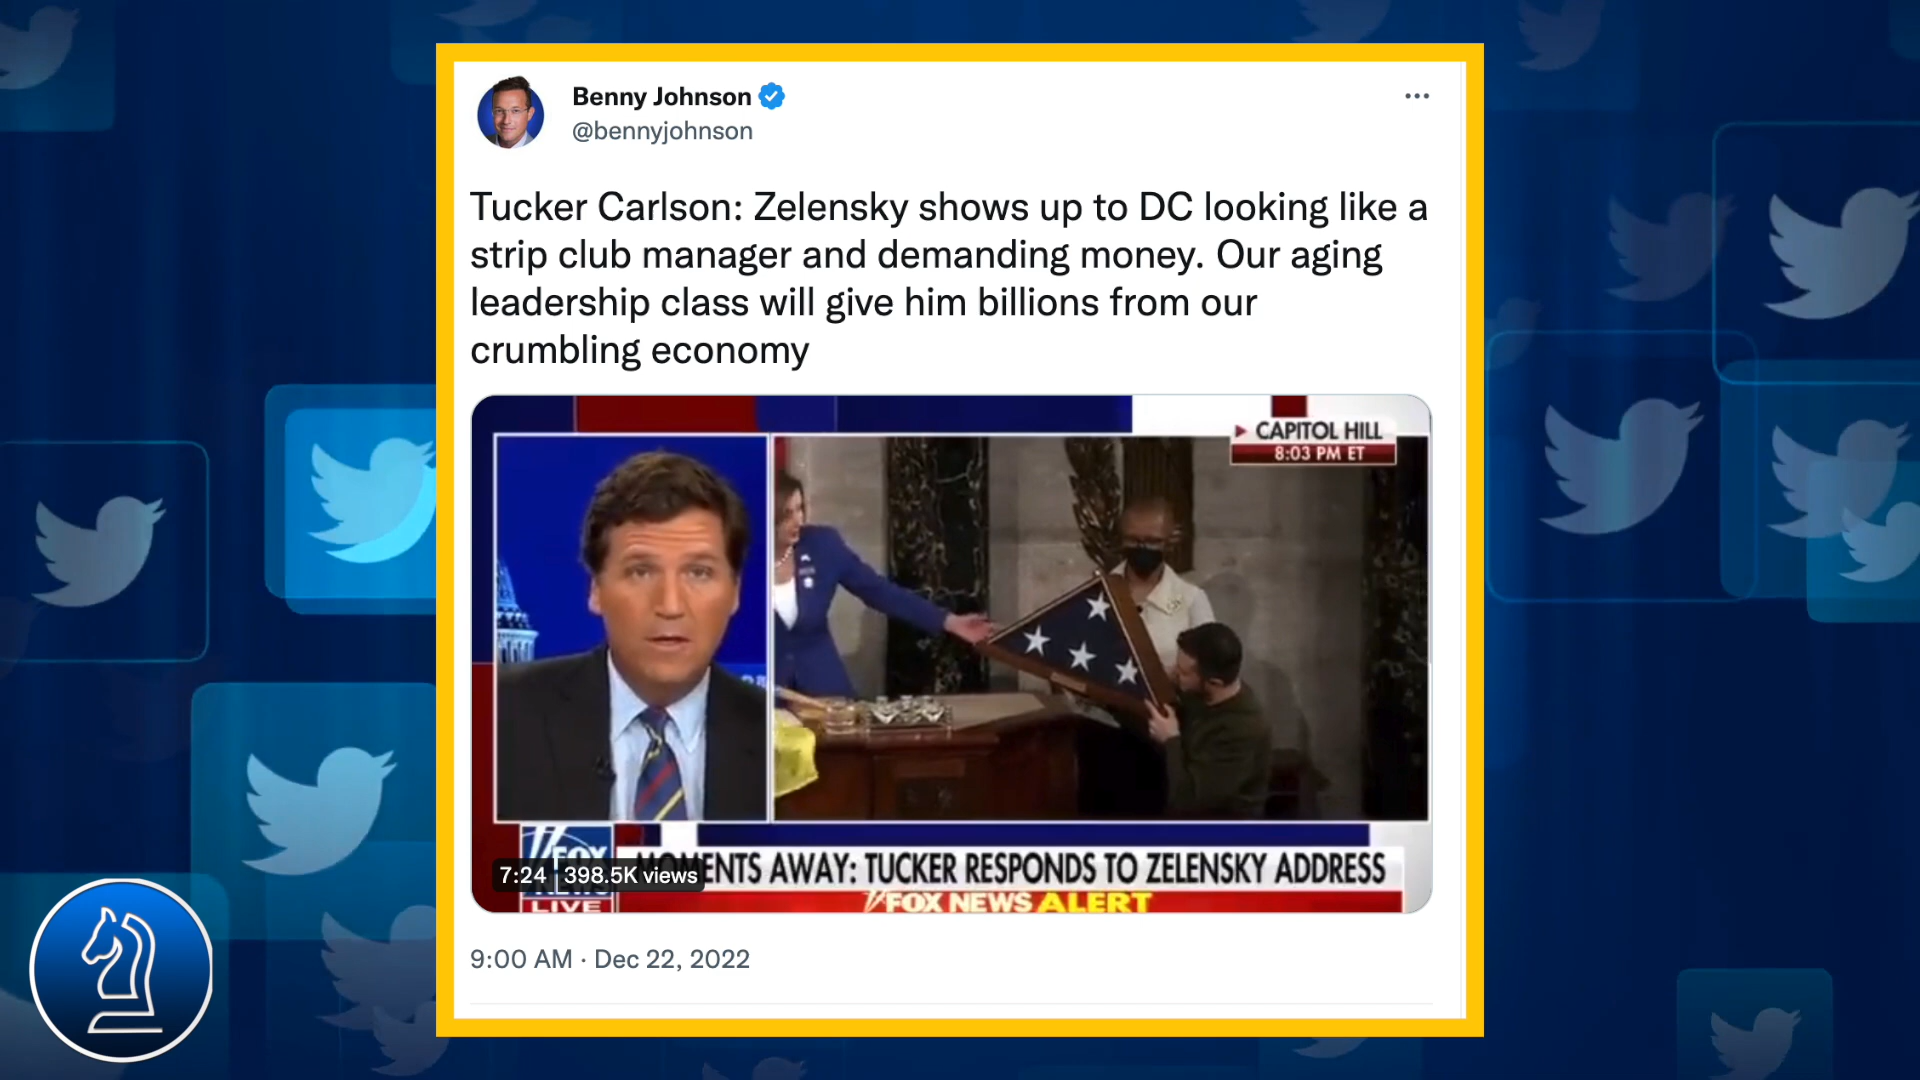 Benny Johnson
@bennyjohnson
Tucker Carlson: Zelensky shows up to DC looking like a
strip club manager and demanding money. Our aging
leadership class will give him billions from our
crumbling economy
CAPITOL HILL
8:03 PM ET
7:24 398.5K views
MOMENTS AWAY: TUCKER RESPONDS TO ZELENSKY ADDRESS
FOX
NEWS
LIVE
FOX NEWS ALERT
9:00 AM · Dec 22, 2022